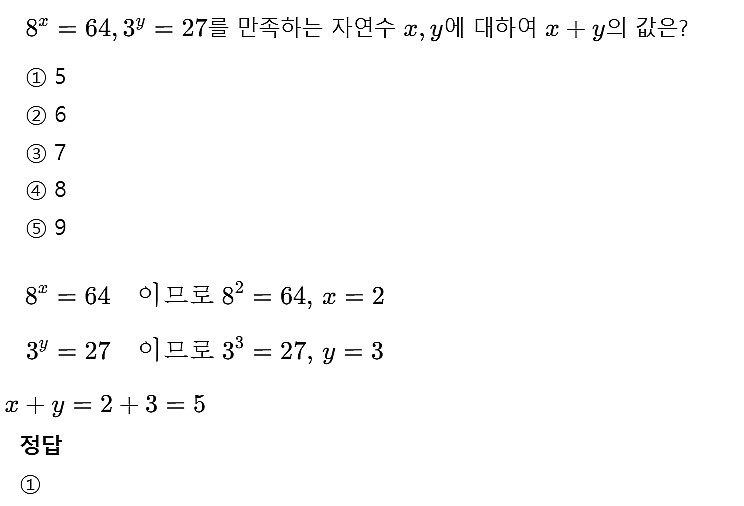 8^x = 64, 3^y = 27를 만족하는 자연수 x, y에 대하여 x + y의 값은?
① 5
② 6
③ 7
④ 8
⑤ 9
8^x = 64 이므로 8^2 = 64, x = 2
3^y = 27 이므로 3^3 = 27, y = 3
x + y = 2 + 3 = 5
정답
①